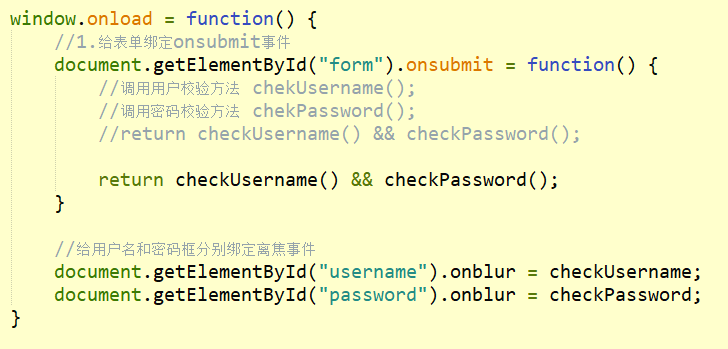 window.onload = function() {
//1.给表单绑定onsubmit事件
document.getElementById("form").onsubmit = function() {
//调用用户校验方法 chekUsername();
//调用密码校验方法 chekPassword();
//return checkUsername() && checkPassword();
return checkUsername() && checkPassword();
}
//给用户名和密码框分别绑定离焦事件
document.getElementById("username").onblur = checkUsername;
document.getElementById("password").onblur = checkPassword;
}